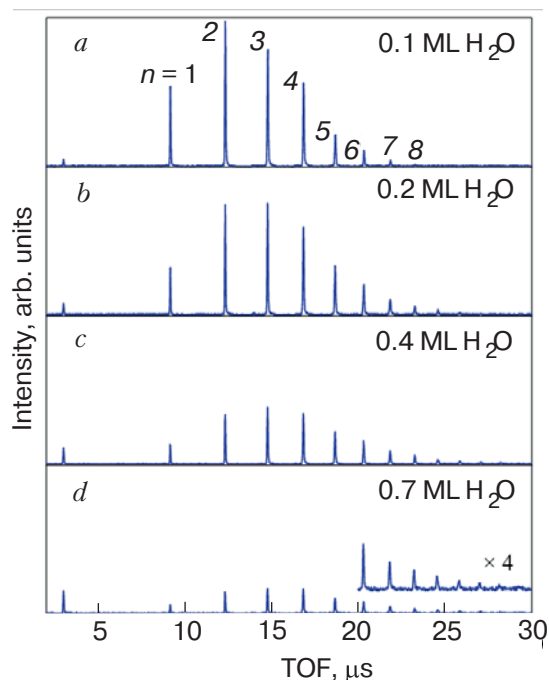 a 2 3 0.1 ML H₂O
n = 1 4
5 6 7 8
b 0.2 ML H₂O
c 0.4 ML H₂O
d 0.7 ML H₂O
× 4
Intensity, arb. units
5 10 15 20 25 30
TOF, μs